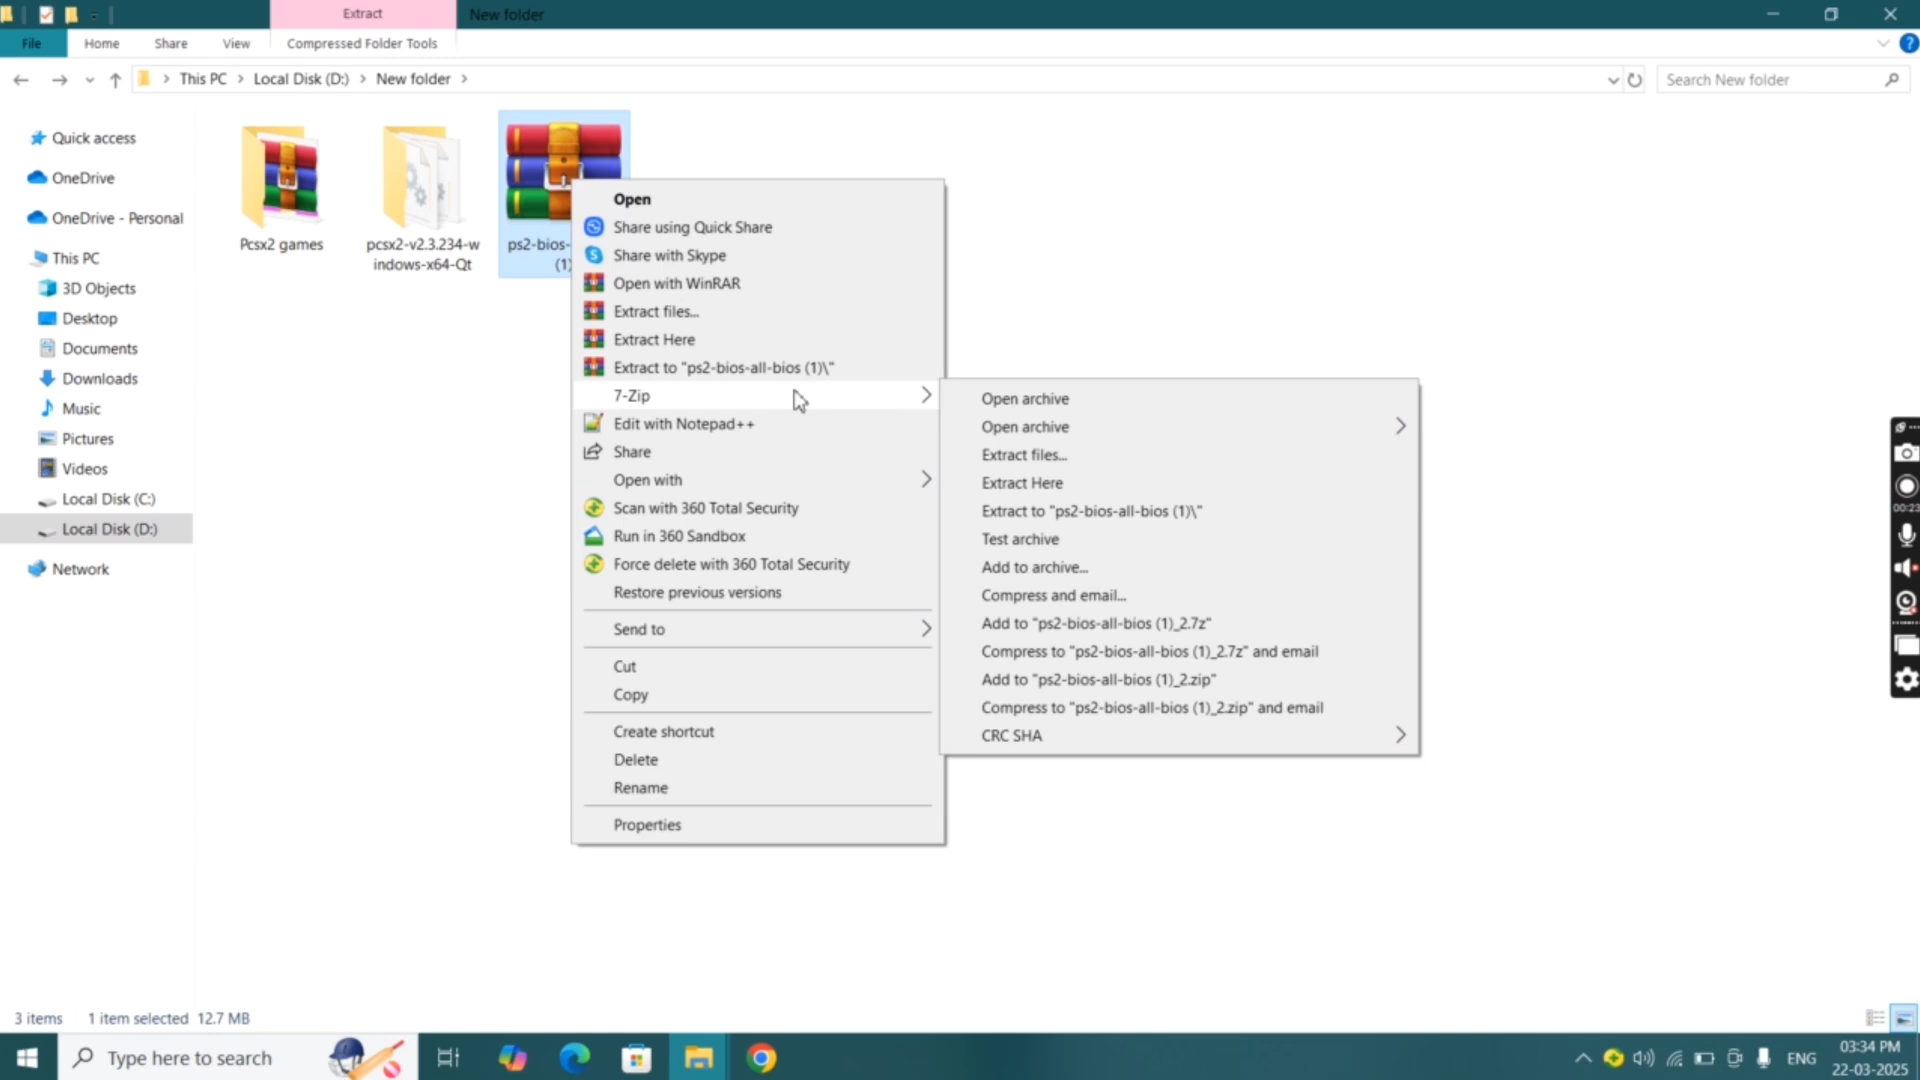 Extract
New folder
File
Home
Share
View
Compressed Folder Tools
This PC
Local Disk (D:)
New folder
Search New folder
Quick access
OneDrive
OneDrive - Personal
This PC
3D Objects
Desktop
Documents
Downloads
Music
Pictures
Videos
Local Disk (C:)
Local Disk (D:)
Network
Pcsx2 games
pcsx2-v2.3.234-w
indows-x64-Qt
ps2-bios-
(1)
Open
Share using Quick Share
Share with Skype
Open with WinRAR
Extract files...
Extract Here
Extract to "ps2-bios-all-bios (1)\"
7-Zip
Edit with Notepad++
Share
Open with
Scan with 360 Total Security
Run in 360 Sandbox
Force delete with 360 Total Security
Restore previous versions
Send to
Cut
Copy
Create shortcut
Delete
Rename
Properties
Open archive
Open archive
Extract files...
Extract Here
Extract to "ps2-bios-all-bios (1)\"
Test archive
Add to archive...
Compress and email...
Add to "ps2-bios-all-bios (1)_2.7z"
Compress to "ps2-bios-all-bios (1)_2.7z" and email
Add to "ps2-bios-all-bios (1)_2.zip"
Compress to "ps2-bios-all-bios (1)_2.zip" and email
CRC SHA
00:23
3 items
1 item selected 12.7 MB
Type here to search
ENG
03:34 PM
22-03-2025